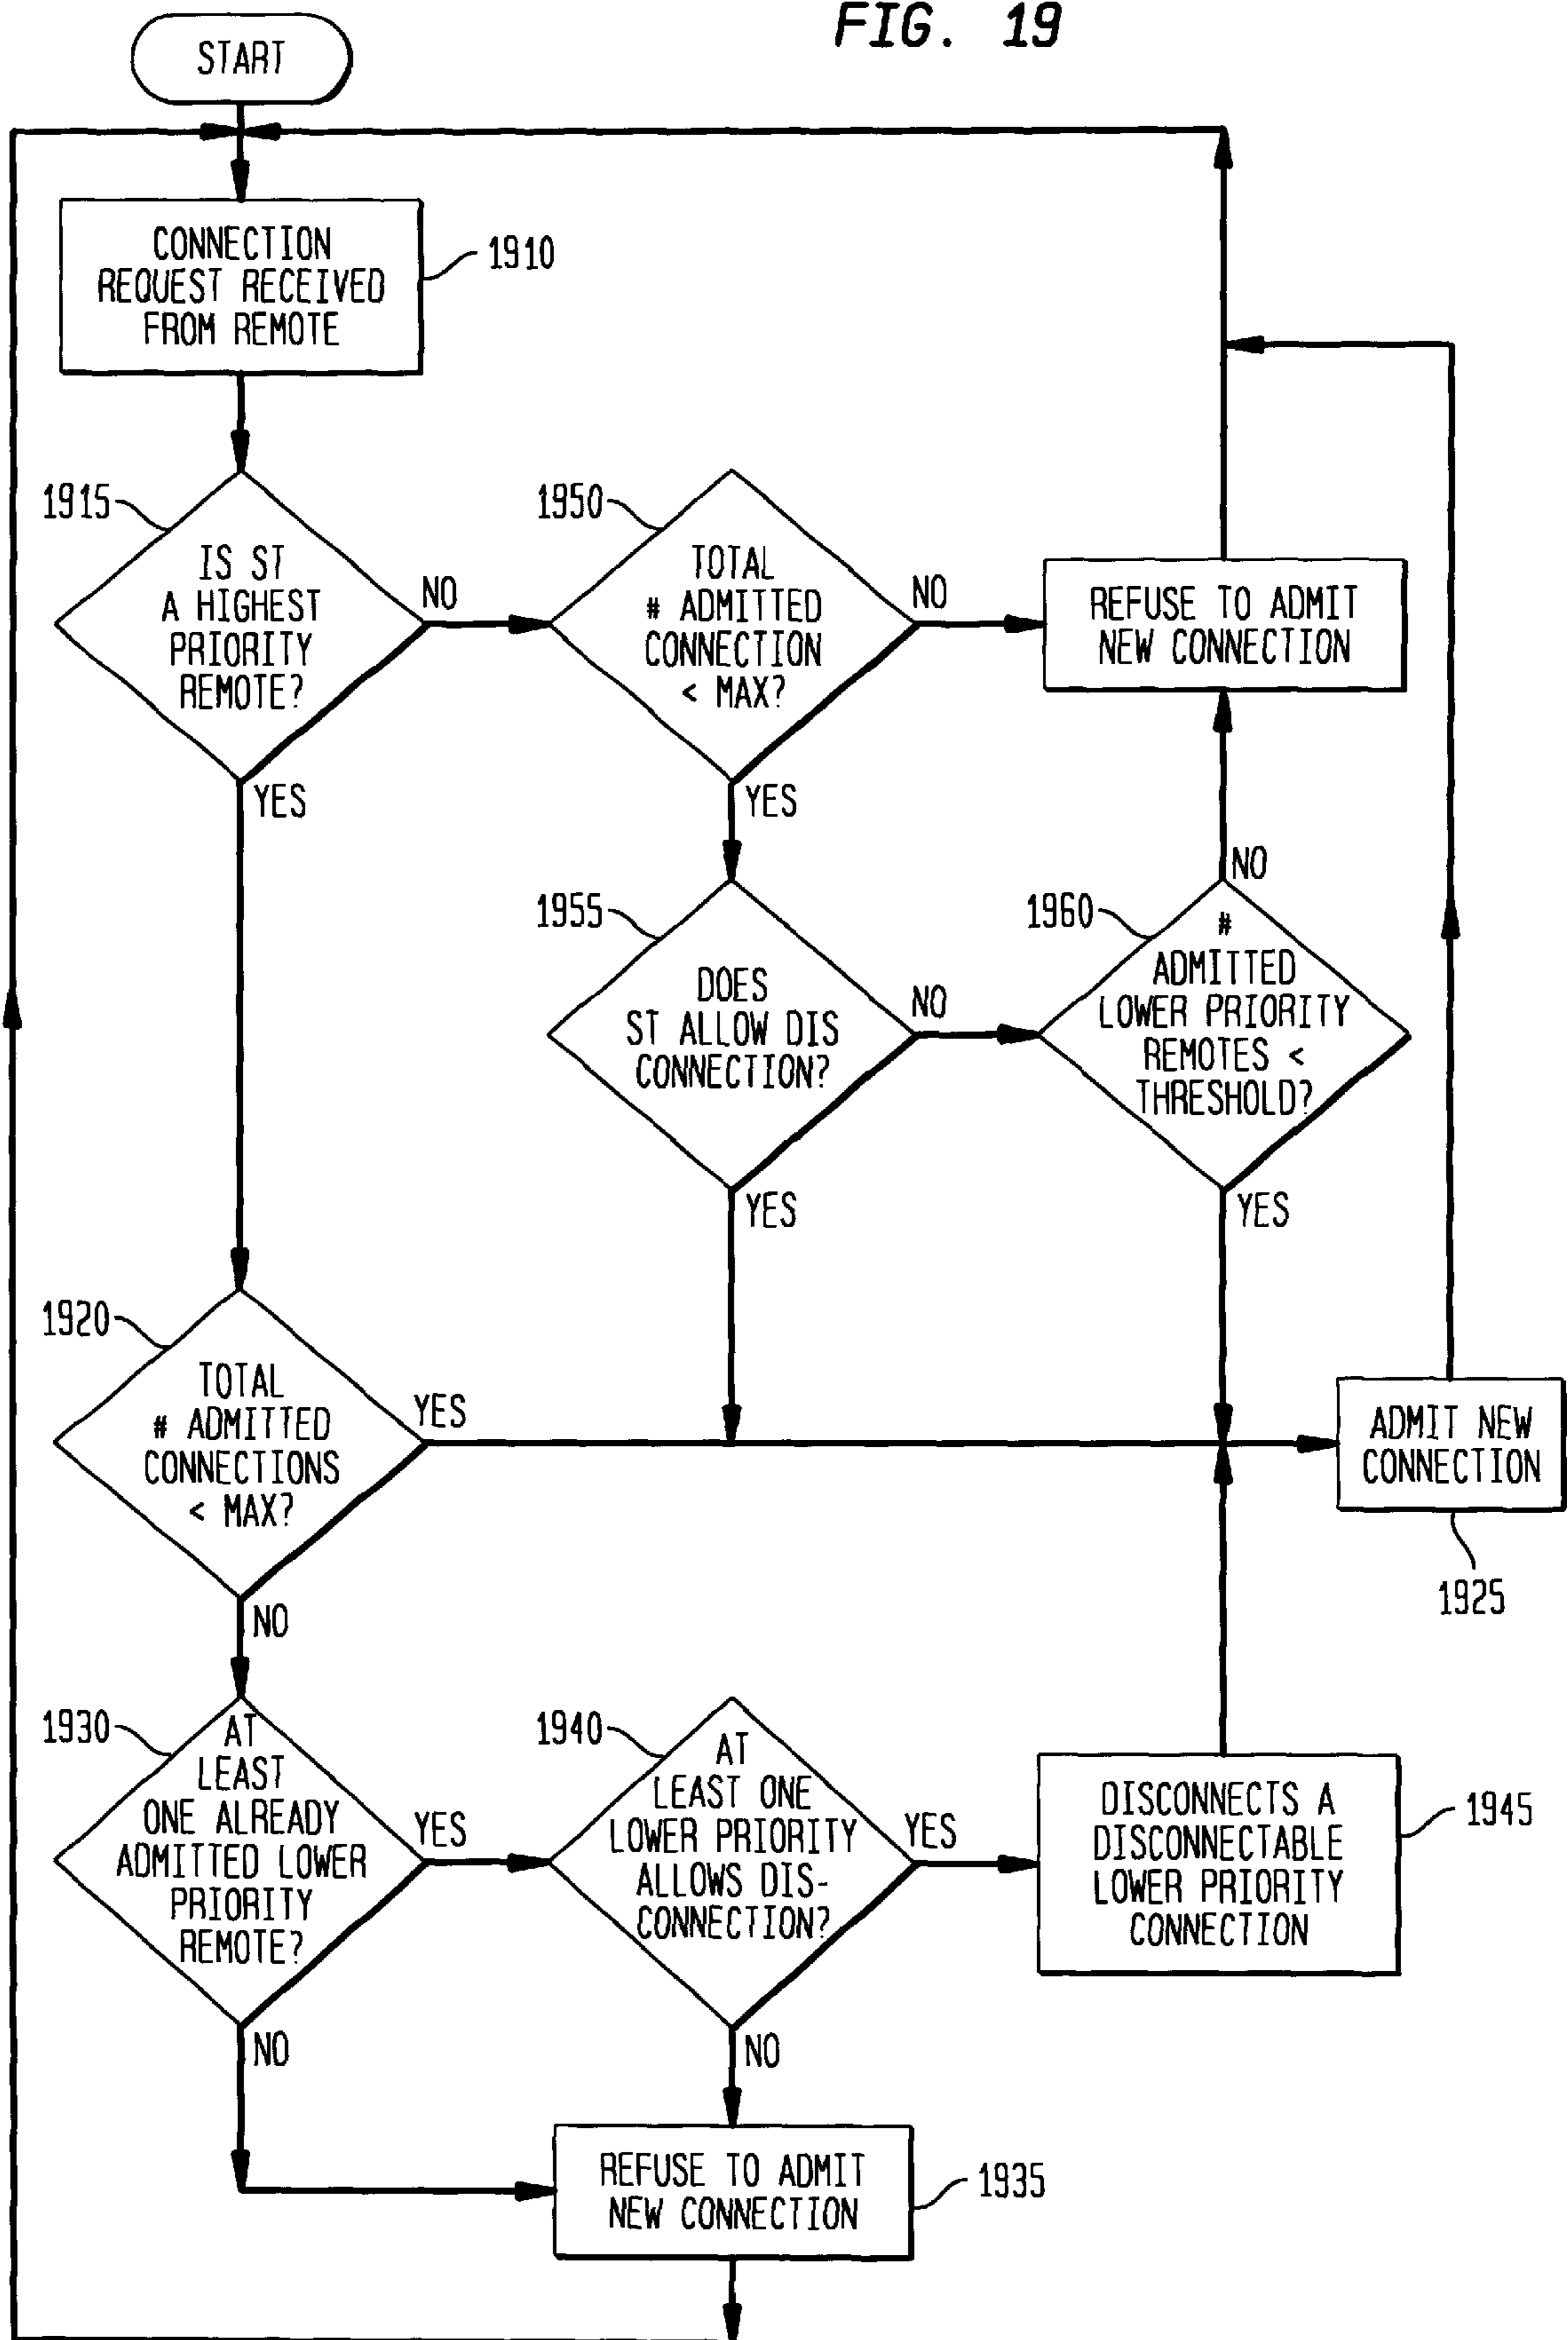 FIG. 19
START
CONNECTION
REQUEST RECEIVED
FROM REMOTE
1910
1915
IS ST
A HIGHEST
PRIORITY
REMOTE?
NO
YES
1950
TOTAL
# ADMITTED
CONNECTION
< MAX?
NO
YES
REFUSE TO ADMIT
NEW CONNECTION
1955
DOES
ST ALLOW DIS
CONNECTION?
NO
YES
1960
NO
#
ADMITTED
LOWER PRIORITY
REMOTES <
THRESHOLD?
YES
1920
TOTAL
# ADMITTED
CONNECTIONS
< MAX?
YES
NO
ADMIT NEW
CONNECTION
1925
1930
AT
LEAST
ONE ALREADY
ADMITTED LOWER
PRIORITY
REMOTE?
YES
NO
1940
AT
LEAST ONE
LOWER PRIORITY
ALLOWS DIS-
CONNECTION?
YES
NO
DISCONNECTS A
DISCONNECTABLE
LOWER PRIORITY
CONNECTION
1945
REFUSE TO ADMIT
NEW CONNECTION
1935